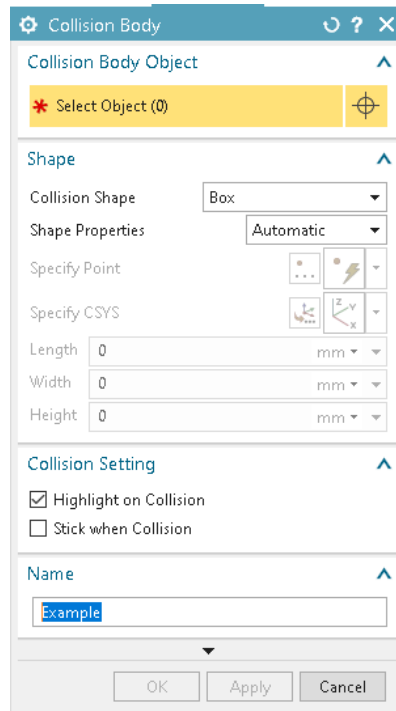 Collision Body
Collision Body Object
* Select Object (0)
Shape
Collision Shape Box
Shape Properties Automatic
Specify Point
Specify CSYS
Length 0 mm
Width 0 mm
Height 0 mm
Collision Setting
Highlight on Collision
Stick when Collision
Name
Example
OK Apply Cancel